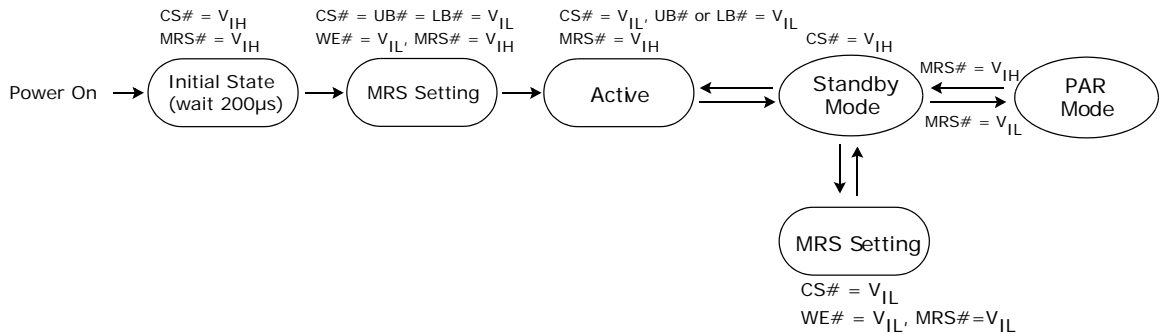 CS# = VIH
MRS# = VIH
CS# = UB# = LB# = VIL
WE# = VIL, MRS# = VIH
CS# = VIL, UB# or LB# = VIL
MRS# = VIH
CS# = VIH
Power On
Initial State
(wait 200µs)
MRS Setting
Active
Standby
Mode
MRS# = VIH
MRS# = VIL
PAR
Mode
MRS Setting
CS# = VIL
WE# = VIL, MRS#=VIL